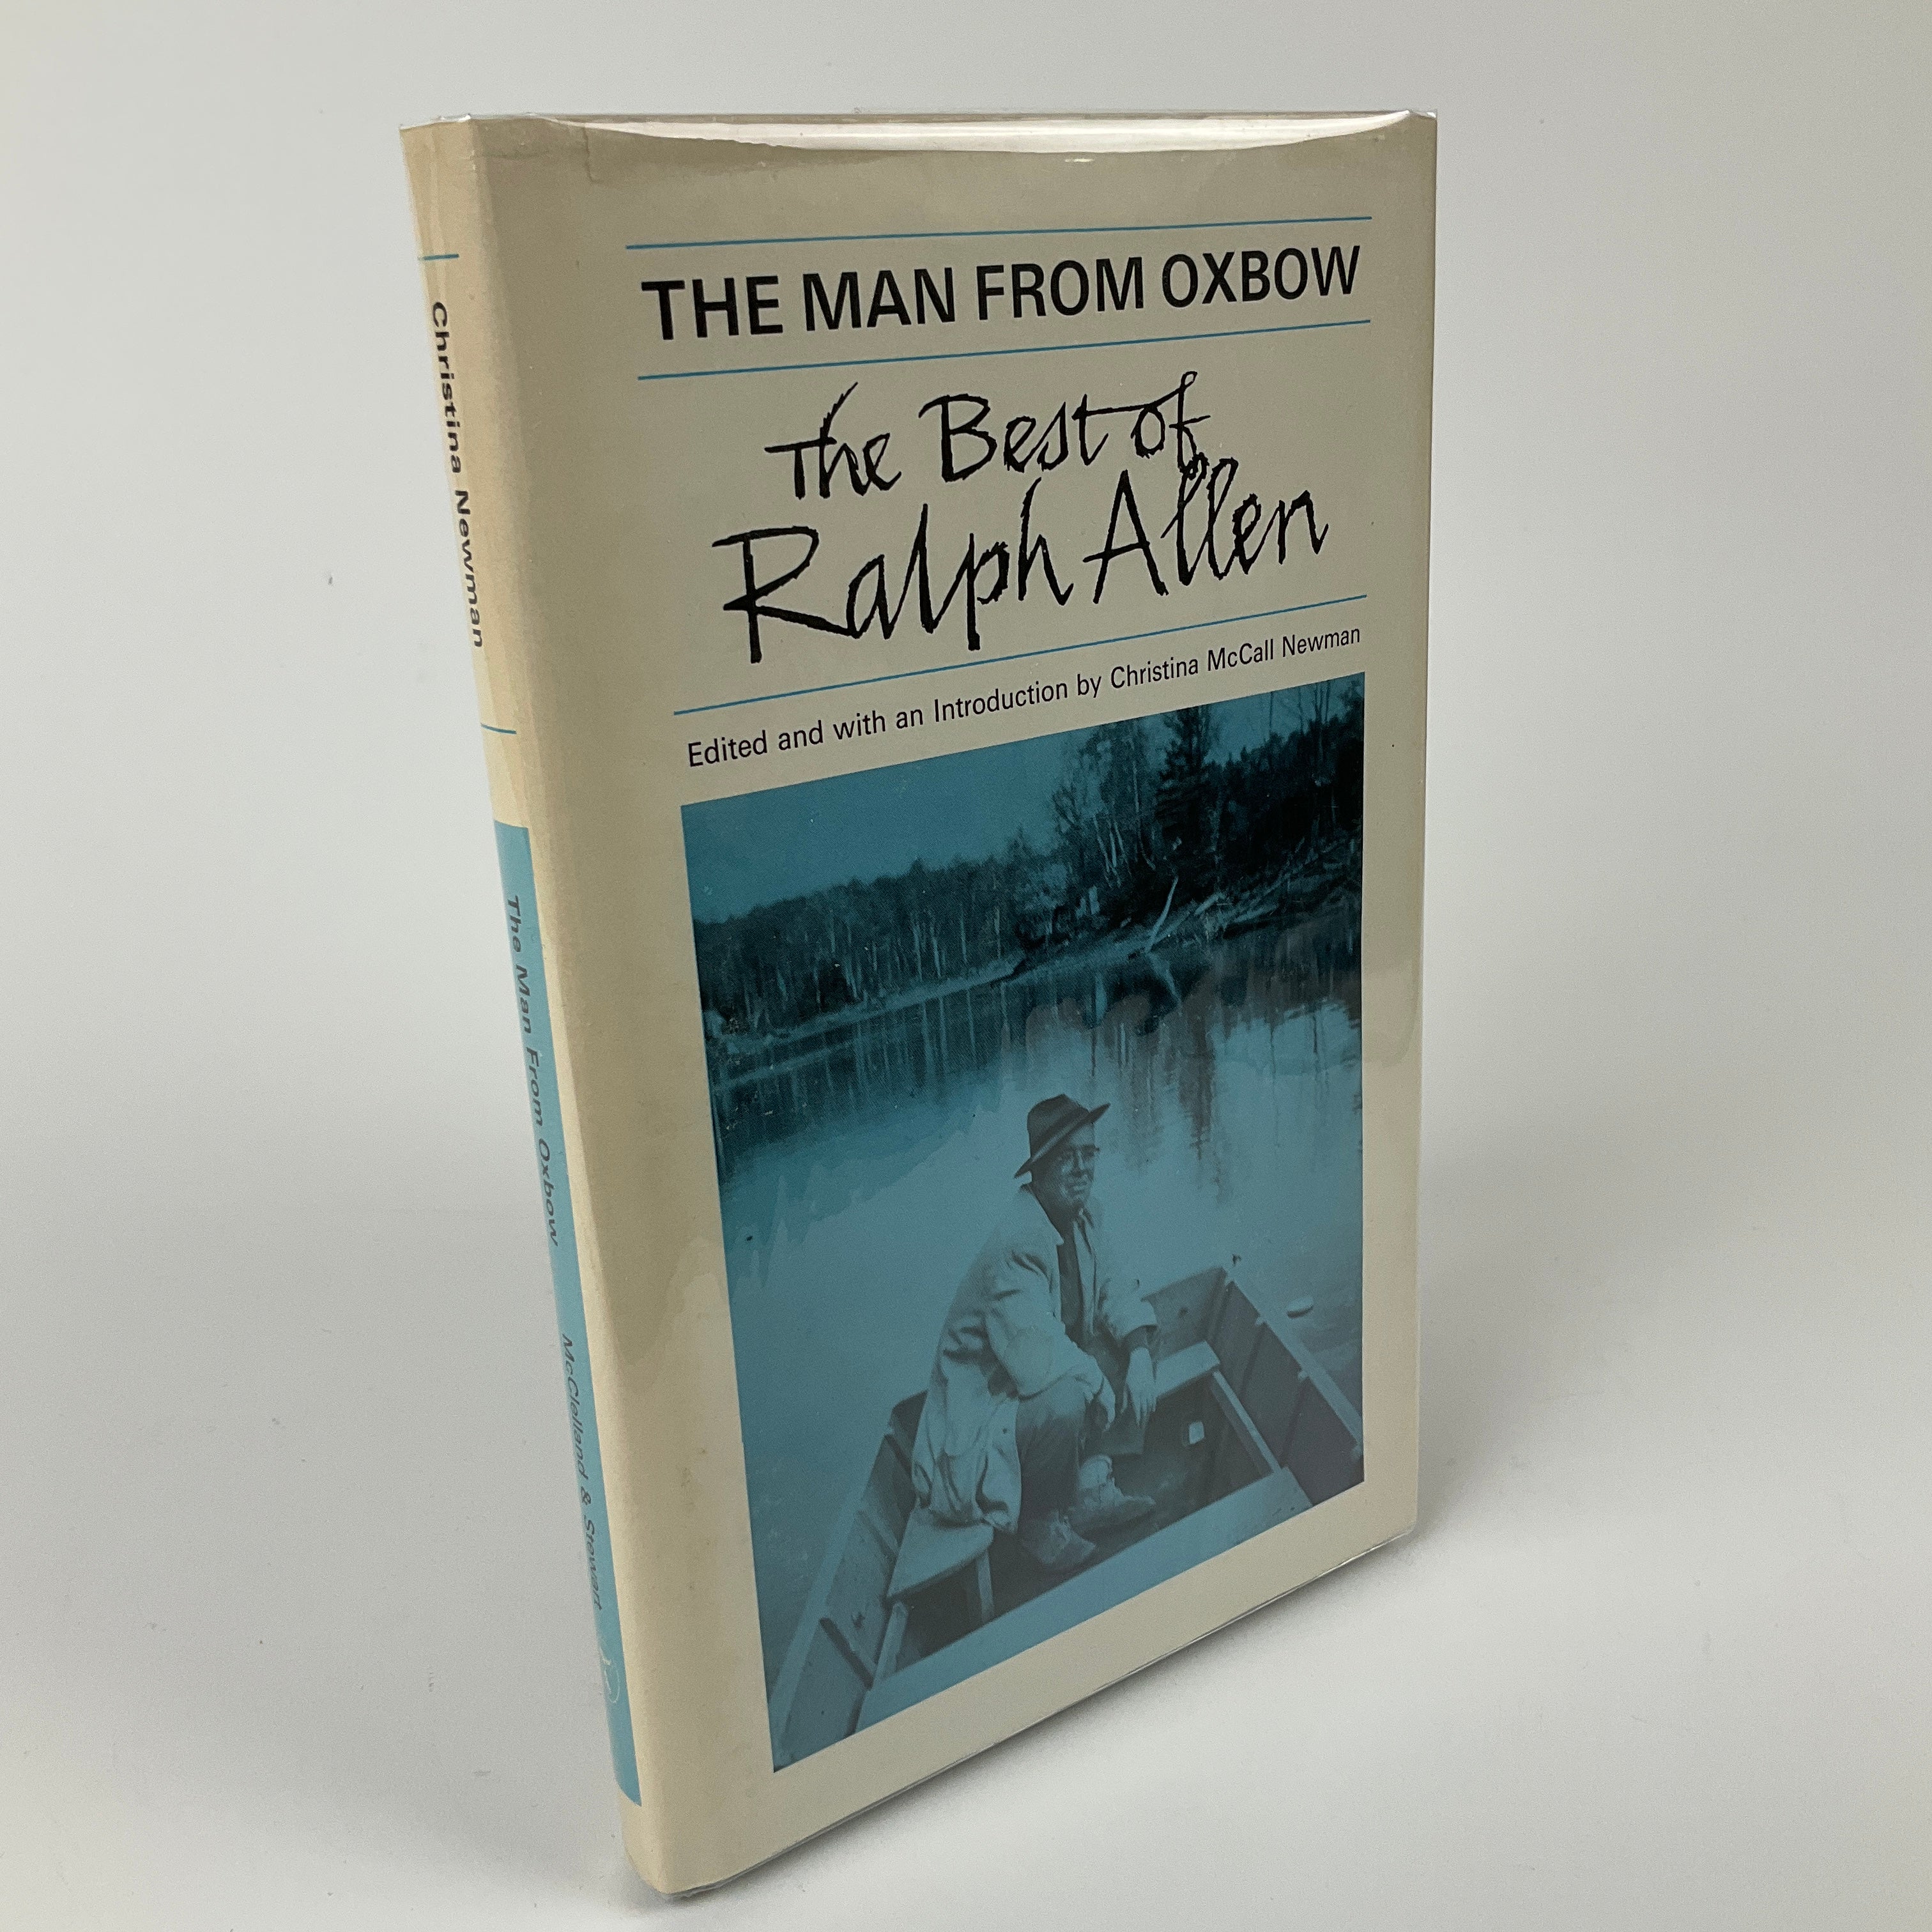 THE MAN FROM OXBOW
The Best of
Ralph Allen
Edited and with an Introduction by Christina McCall Newman
Christina Newman
The Man From Oxbow
McClelland & Stewart